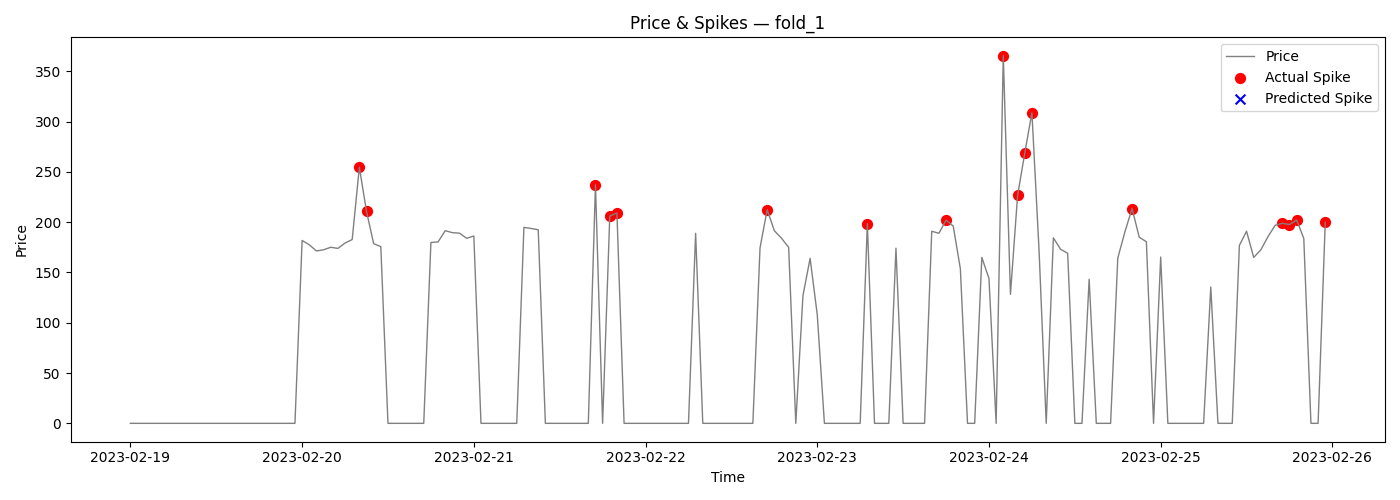 Price & Spikes — fold_1
Price
Actual Spike
Predicted Spike
350
300
250
200
150
100
50
0
Price
2023-02-19
2023-02-20
2023-02-21
2023-02-22
2023-02-23
2023-02-24
2023-02-25
2023-02-26
Time